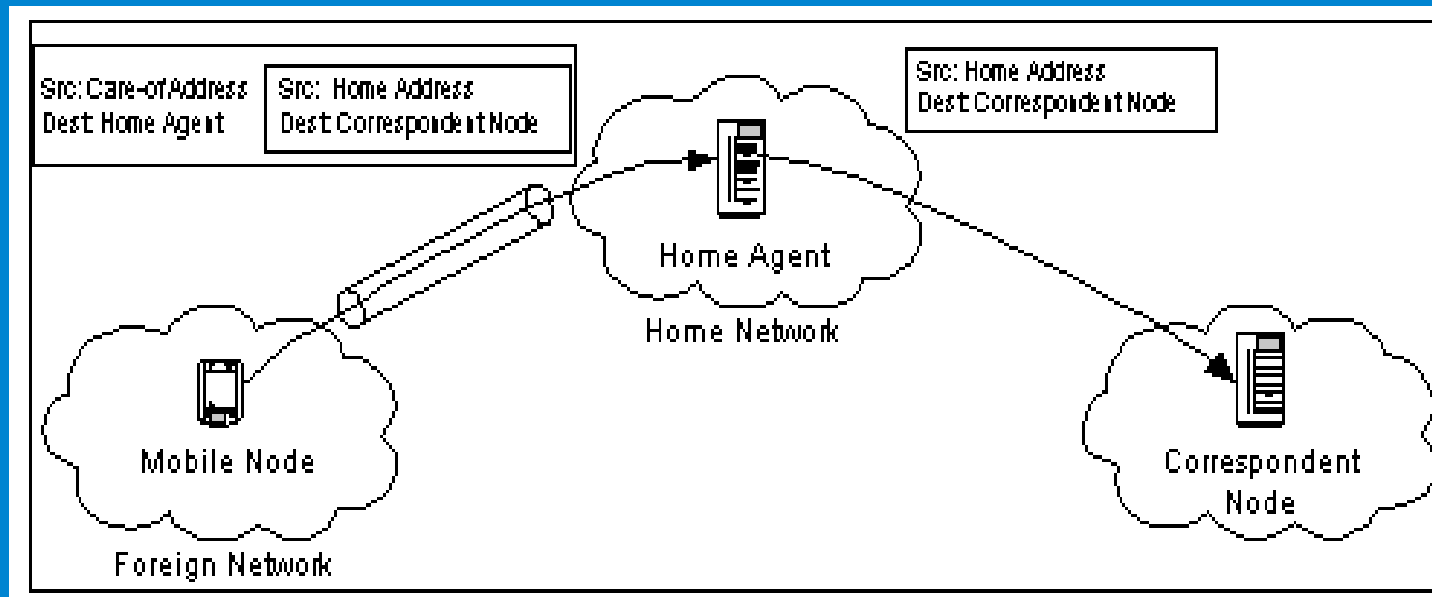 Src: Care-of Address
Dest: Home Agent
Src: Home Address
Dest: Correspondent Node
Src: Home Address
Dest: Correspondent Node
Home Agent
Home Network
Mobile Node
Foreign Network
Correspondent
Node